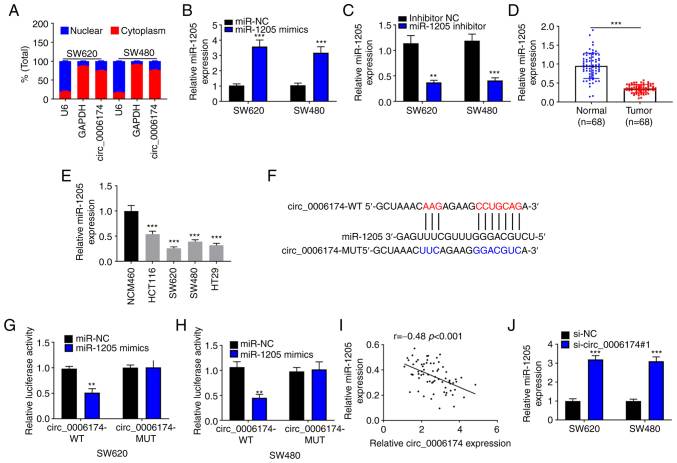 A
Nuclear
Cytoplasm
SW620
SW480
% (Total)
100
80
60
40
20
0
U6
GAPDH
circ_0006174
U6
GAPDH
circ_0006174
B
miR-NC
miR-1205 mimics
Relative miR-1205
expression
5
4
3
2
1
0
***
***
SW620
SW480
C
Inhibitor NC
miR-1205 inhibitor
Relative miR-1205
expression
1.5
1.0
0.5
0.0
**
***
SW620
SW480
D
***
Relative miR-1205
expression
2.0
1.5
1.0
0.5
0.0
Normal
(n=68)
Tumor
(n=68)
E
Relative miR-1205
expression
1.5
1.0
0.5
0.0
***
***
***
***
NCM460
HCT116
SW620
SW480
HT29
F
circ_0006174-WT 5′-GCUAAACAAGAGAAGCCUGCAGA-3′
miR-1205 3′-GAGUUUCGUUUGGGACGUCU-5′
circ_0006174-MUT5′-GCUAAACUUCAGAAGGGACGUCA-3′
G
miR-NC
miR-1205 mimics
Relative luciferase activity
2.0
1.5
1.0
0.5
0.0
**
circ_0006174-
WT
circ_0006174-
MUT
SW620
H
miR-NC
miR-1205 mimics
Relative luciferase activity
1.5
1.0
0.5
0.0
**
circ_0006174-
WT
circ_0006174-
MUT
SW480
I
r=−0.48 p<0.001
Relative miR-1205
expression
0.6
0.4
0.2
0.0
0
2
4
6
Relative circ_0006174 expression
J
si-NC
si-circ_0006174#1
Relative miR-1205
expression
4
3
2
1
0
***
***
SW620
SW480